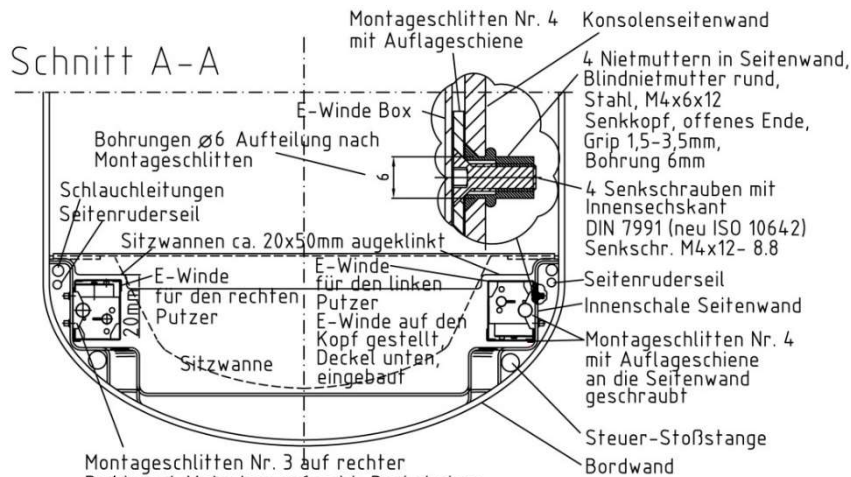 Schnitt A-A
Montageschlitten Nr. 4
mit Auflageschiene
Konsolenseitenwand
4 Nietmuttern in Seitenwand,
Blindnietmutter rund,
Stahl, M4x6x12
Senkkopf, offenes Ende,
Grip 1,5-3,5mm,
Bohrung 6mm
E-Winde Box
Bohrungen ⌀6 Aufteilung nach
Montageschlitten
6
4 Senkschrauben mit
Innensechskant
DIN 7991 (neu ISO 10642)
Senkschr. M4x12- 8.8
Schlauchleitungen
Seitenruderseil
Sitzwannen ca. 20x50mm augeklinkt
E-Winde
für den rechten
Putzer
20mm
E-Winde
für den linken
Putzer
E-Winde auf den
Kopf gestellt,
Deckel unten,
eingebaut
Sitzwanne
Seitenruderseil
Innenschale Seitenwand
Montageschlitten Nr. 4
mit Auflageschiene
an die Seitenwand
geschraubt
Steuer-Stoßstange
Bordwand
Montageschlitten Nr. 3 auf rechter